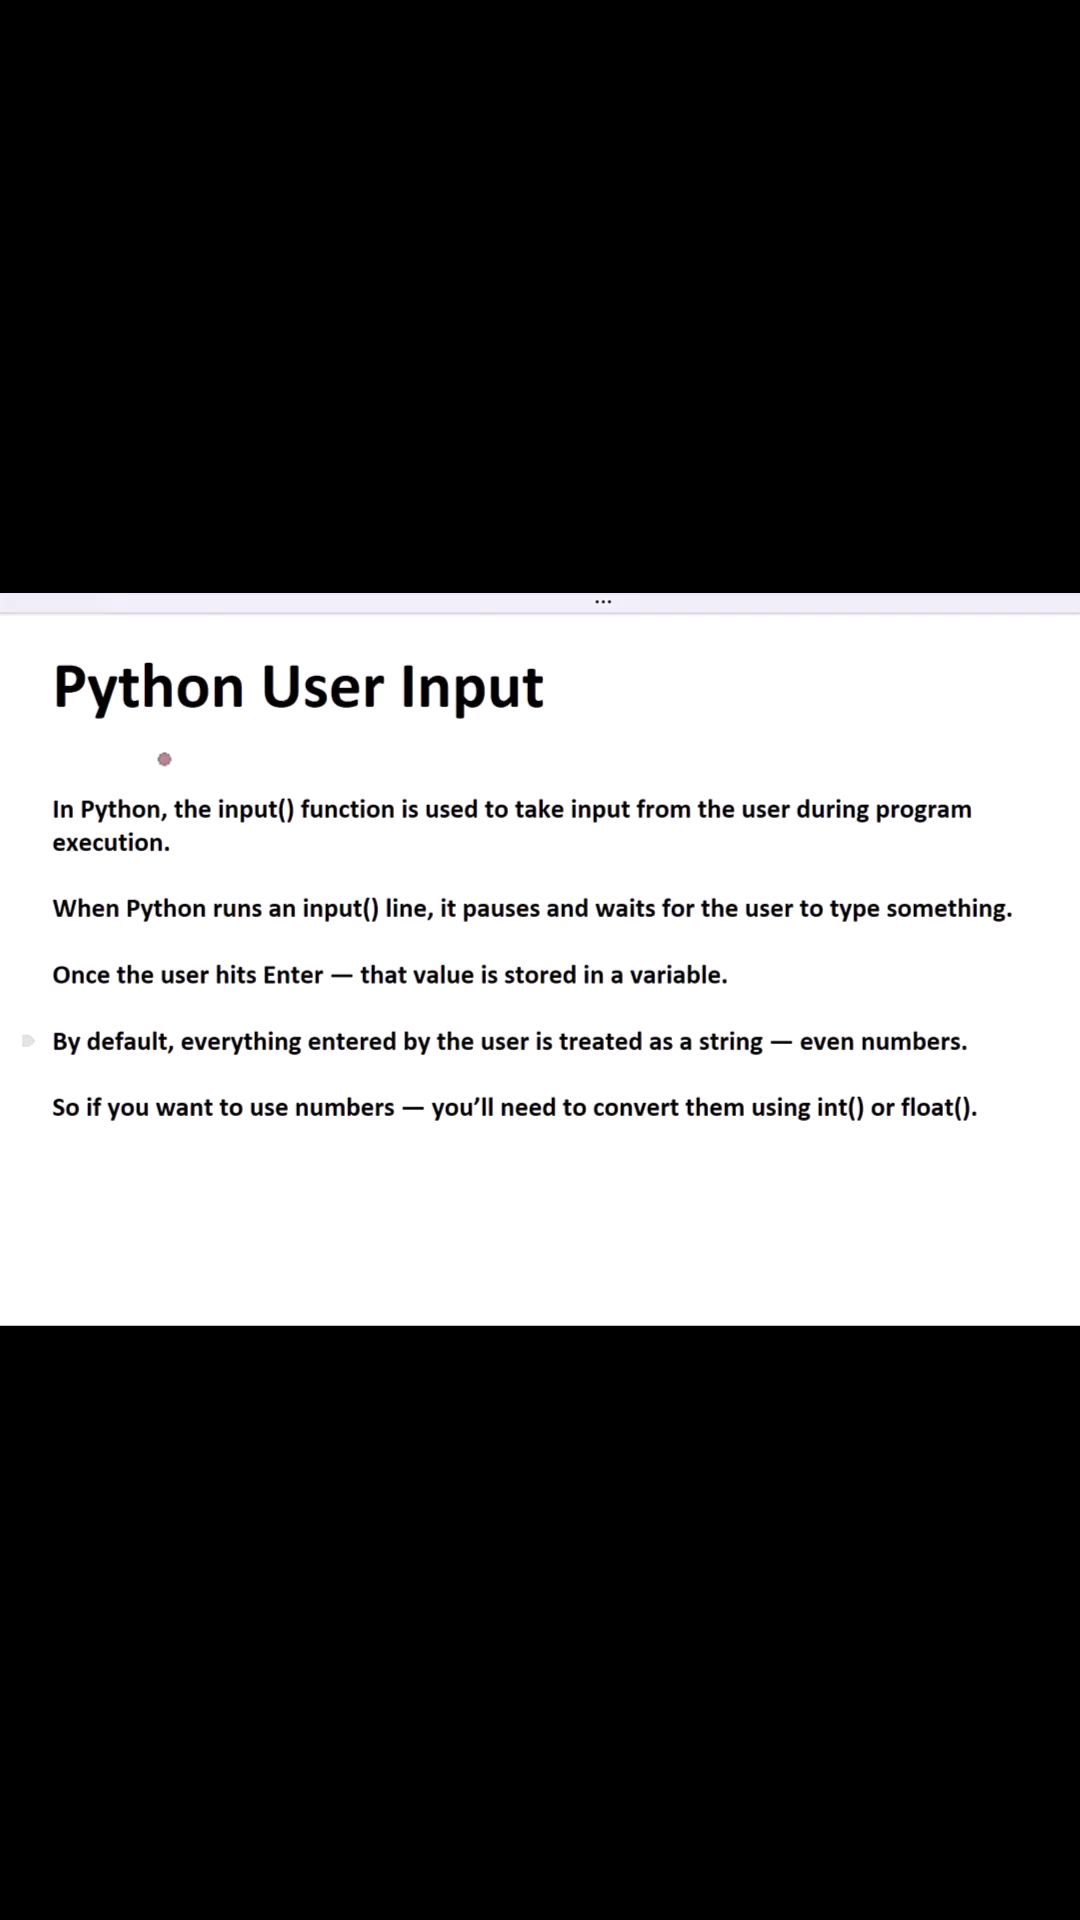 Python User Input
In Python, the input() function is used to take input from the user during program
execution.
When Python runs an input() line, it pauses and waits for the user to type something.
Once the user hits Enter — that value is stored in a variable.
By default, everything entered by the user is treated as a string — even numbers.
So if you want to use numbers — you’ll need to convert them using int() or float().